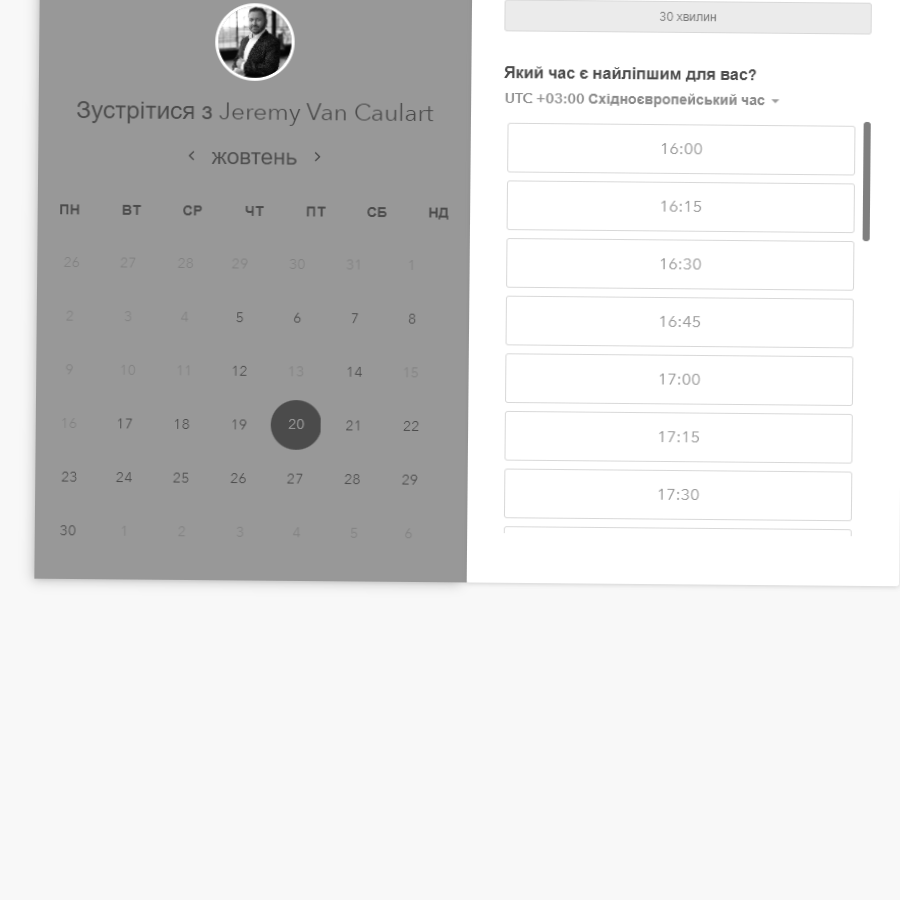 Зустрітися з Jeremy Van Caulart
жовтень
ПН ВТ СР ЧТ ПТ СБ НД
26 27 28 29 30 31 1
2 3 4 5 6 7 8
9 10 11 12 13 14 15
16 17 18 19 20 21 22
23 24 25 26 27 28 29
30 1 2 3 4 5 6
30 хвилин
Який час є найліпшим для вас?
UTC +03:00 Східноєвропейський час
16:00
16:15
16:30
16:45
17:00
17:15
17:30